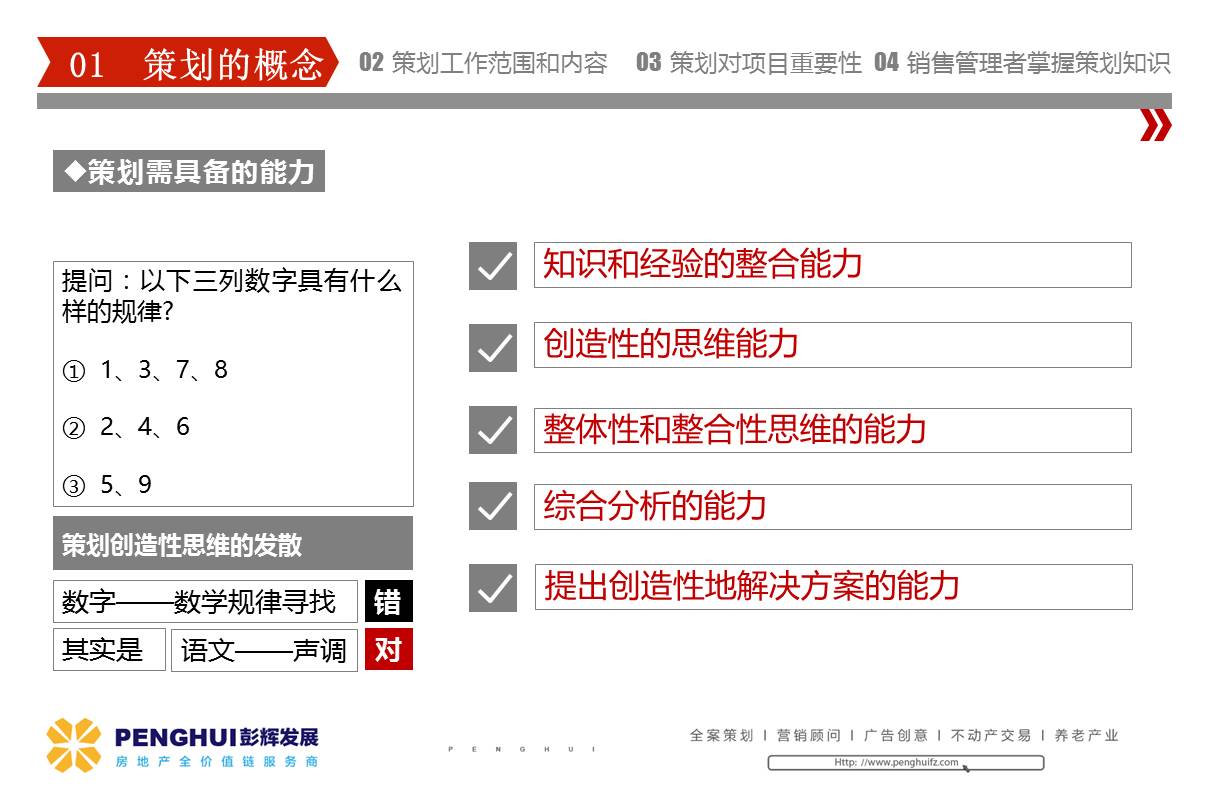 01 策划的概念 02 策划工作范围和内容 03 策划对项目重要性 04 销售管理者掌握策划知识
◆策划需具备的能力
提问：以下三列数字具有什么
样的规律?
① 1、3、7、8
② 2、4、6
③ 5、9
策划创造性思维的发散
数字——数学规律寻找 错
其实是 语文——声调 对
知识和经验的整合能力
创造性的思维能力
整体性和整合性思维的能力
综合分析的能力
提出创造性地解决方案的能力
PENGHUI彭辉发展
房地产全价值链服务商
PENGHUI
全案策划 I 营销顾问 I 广告创意 I 不动产交易 I 养老产业
Http: //www.penghuifz.com